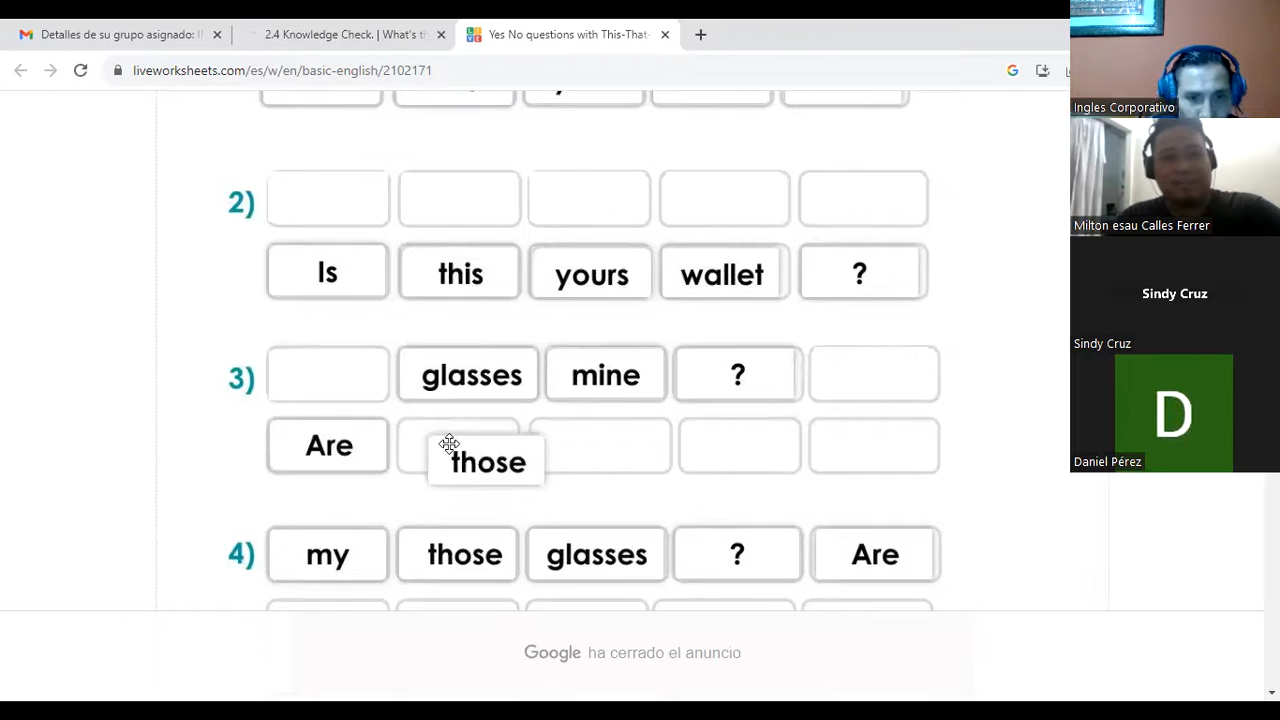 Detalles de su grupo asignado: I
2.4 Knowledge Check | What's
Yes No questions with This-That-
liveworksheets.com/es/w/en/basic-english/2102171
2)
Is this yours wallet ?
3) glasses mine ?
Are those
4) my those glasses ? Are
Google ha cerrado el anuncio
Ingles Corporativo
Milton esau Calles Ferrer
Sindy Cruz
Sindy Cruz
D
Daniel Pérez